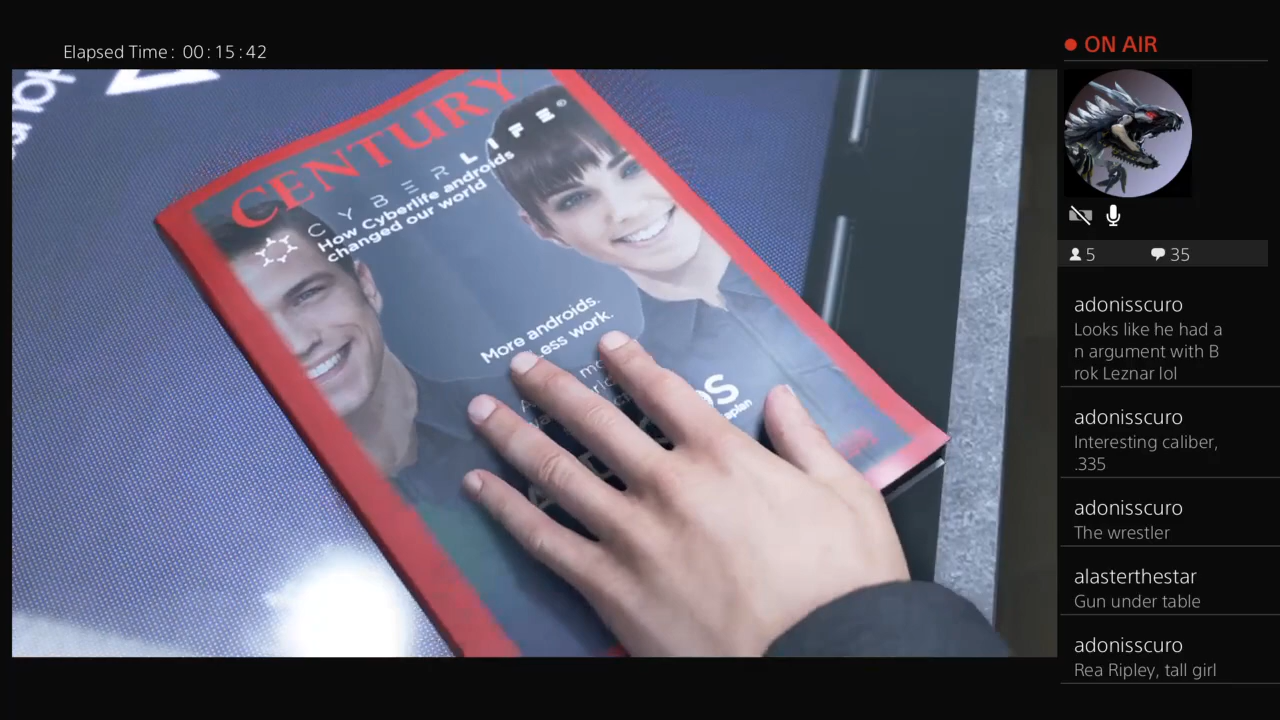 Elapsed Time: 00:15:42
ON AIR
CENTURY
CYBERLIFE
How Cyberlife androids
changed our world
More androids.
ess work.
5 35
adonisscuro
Looks like he had a
n argument with B
rok Leznar lol
adonisscuro
Interesting caliber,
.335
adonisscuro
The wrestler
alasterthestar
Gun under table
adonisscuro
Rea Ripley, tall girl